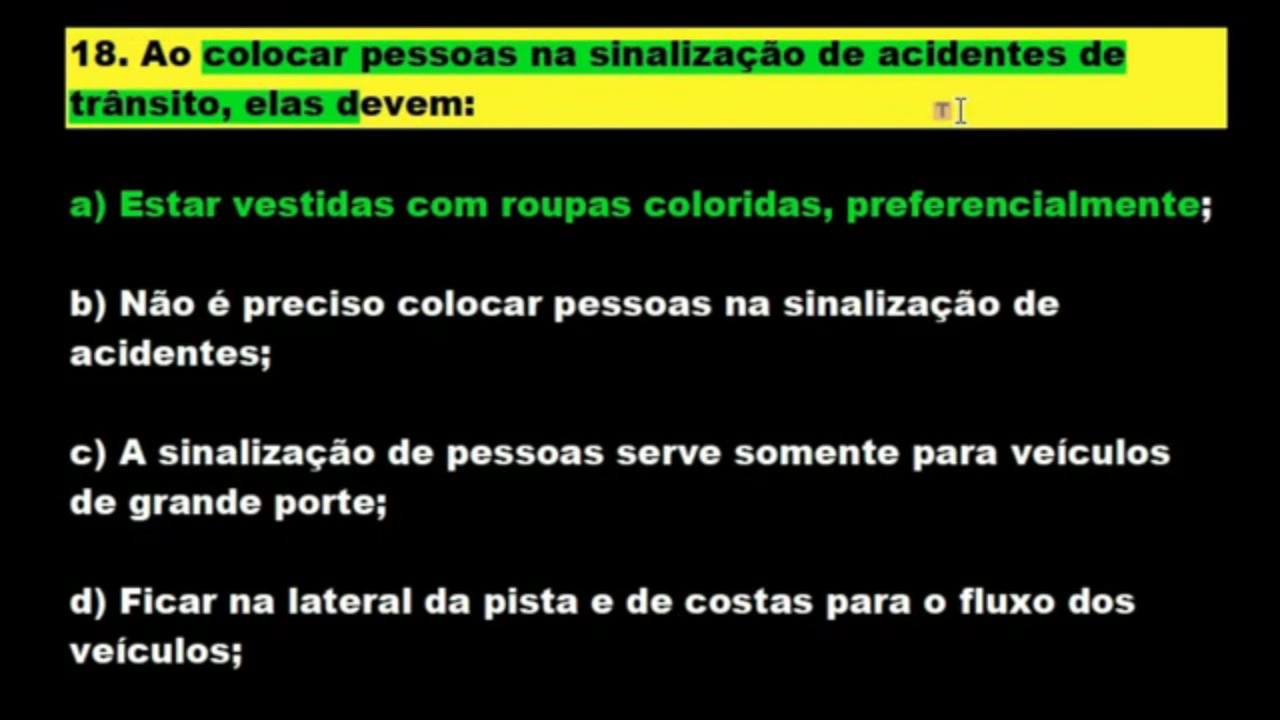 18. Ao colocar pessoas na sinalização de acidentes de
trânsito, elas devem:
a) Estar vestidas com roupas coloridas, preferencialmente;
b) Não é preciso colocar pessoas na sinalização de
acidentes;
c) A sinalização de pessoas serve somente para veículos
de grande porte;
d) Ficar na lateral da pista e de costas para o fluxo dos
veículos;